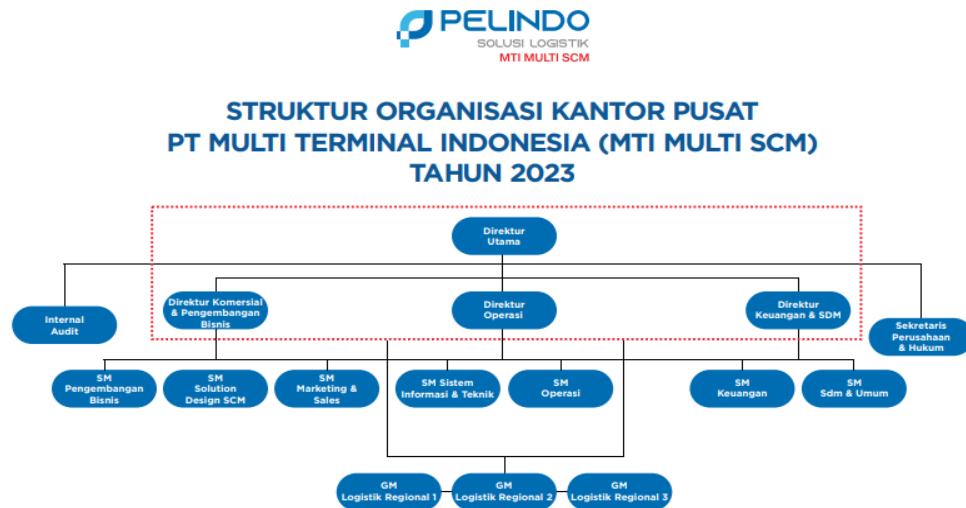 PELINDO
SOLUSI LOGISTIK
MTI MULTI SCM
STRUKTUR ORGANISASI KANTOR PUSAT
PT MULTI TERMINAL INDONESIA (MTI MULTI SCM)
TAHUN 2023
Direktur
Utama
Internal
Audit
Direktur Komersial
& Pengembangan
Bisnis
Direktur
Operasi
Direktur
Keuangan & SDM
Sekretaris
Perusahaan
& Hukum
SM
Pengembangan
Bisnis
SM
Solution
Design SCM
SM
Marketing &
Sales
SM Sistem
Informasi & Teknik
SM
Operasi
SM
Keuangan
SM
Sdm & Umum
GM
Logistik Regional 1
GM
Logistik Regional 2
GM
Logistik Regional 3